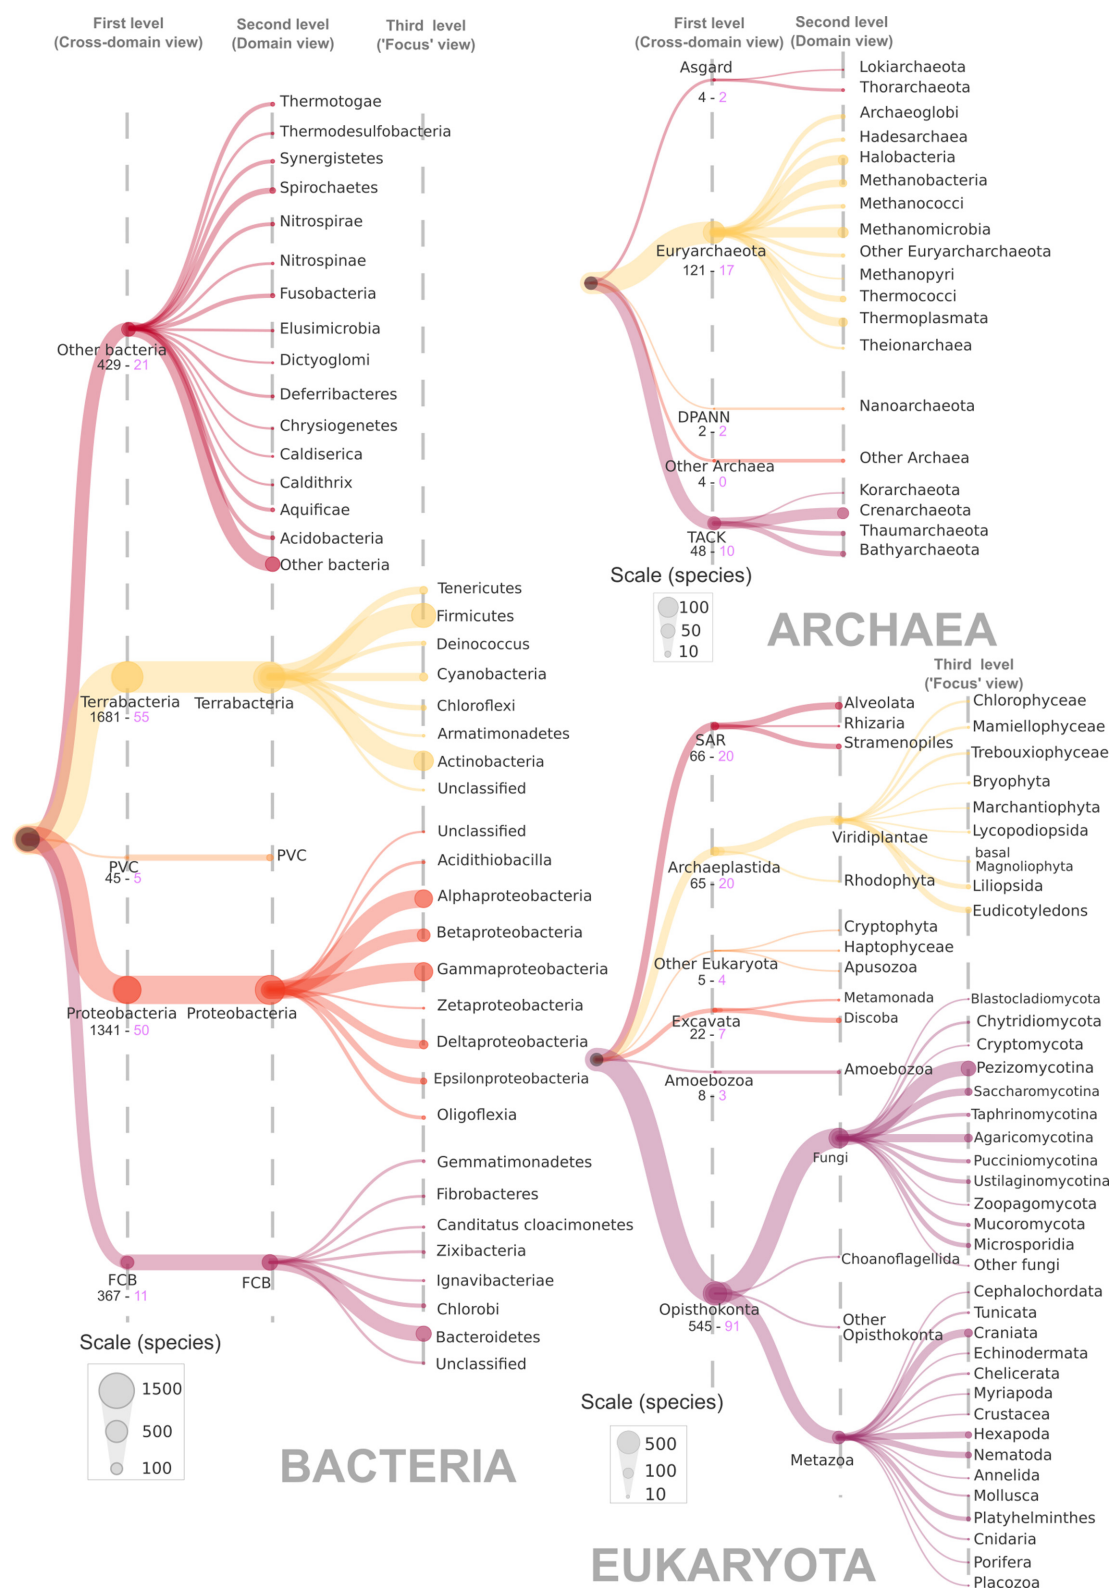 First level
(Cross-domain view)
Second level
(Domain view)
Third level
('Focus' view)
Thermotogae
Thermodesulfobacteria
Synergistetes
Spirochaetes
Nitrospirae
Nitrospinae
Fusobacteria
Elusimicrobia
Other bacteria
429 - 21
Dictyoglomi
Deferribacteres
Chrysiogenetes
Caldiserica
Caldithrix
Aquificae
Acidobacteria
Other bacteria
Tenericutes
Firmicutes
Deinococcus
Cyanobacteria
Terrabacteria
1681 - 55
Terrabacteria
Chloroflexi
Armatimonadetes
Actinobacteria
Unclassified
Unclassified
PVC
45 - 5
PVC
Acidithiobacilla
Alphaproteobacteria
Betaproteobacteria
Gammaproteobacteria
Proteobacteria
1341 - 50
Proteobacteria
Zetaproteobacteria
Deltaproteobacteria
Epsilonproteobacteria
Oligoflexia
Gemmatimonadetes
Fibrobacteres
Canditatus cloacimonetes
Zixibacteria
FCB
367 - 11
FCB
Ignavibacteriae
Chlorobi
Bacteroidetes
Unclassified
Scale (species)
1500
500
100
BACTERIA
First level
(Cross-domain view)
Second level
(Domain view)
Asgard
4 - 2
Lokiarchaeota
Thorarchaeota
Archaeoglobi
Hadesarchaea
Halobacteria
Methanobacteria
Methanococci
Methanomicrobia
Euryarchaeota
121 - 17
Other Euryarcharchaeota
Methanopyri
Thermococci
Thermoplasmata
Theionarchaea
DPANN
2 - 2
Nanoarchaeota
Other Archaea
4 - 0
Other Archaea
Korarchaeota
Crenarchaeota
TACK
48 - 10
Thaumarchaeota
Bathyarchaeota
Scale (species)
100
50
10
ARCHAEA
Third level
('Focus' view)
SAR
66 - 20
Alveolata
Rhizaria
Stramenopiles
Chlorophyceae
Mamiellophyceae
Trebouxiophyceae
Bryophyta
Marchantiophyta
Viridiplantae
Lycopodiopsida
basal
Magnoliophyta
Archaeplastida
65 - 20
Rhodophyta
Liliopsida
Eudicotyledons
Cryptophyta
Haptophyceae
Other Eukaryota
5 - 4
Apusozoa
Metamonada
Excavata
22 - 7
Discoba
Amoebozoa
8 - 3
Amoebozoa
Blastocladiomycota
Chytridiomycota
Cryptomycota
Pezizomycotina
Saccharomycotina
Taphrinomycotina
Agaricomycotina
Fungi
Pucciniomycotina
Ustilaginomycotina
Zoopagomycota
Mucoromycota
Microsporidia
Other fungi
Choanoflagellida
Opisthokonta
545 - 91
Other
Opisthokonta
Cephalochordata
Tunicata
Craniata
Echinodermata
Chelicerata
Myriapoda
Crustacea
Hexapoda
Metazoa
Nematoda
Annelida
Mollusca
Platyhelminthes
Cnidaria
Porifera
Placozoa
Scale (species)
500
100
10
EUKARYOTA